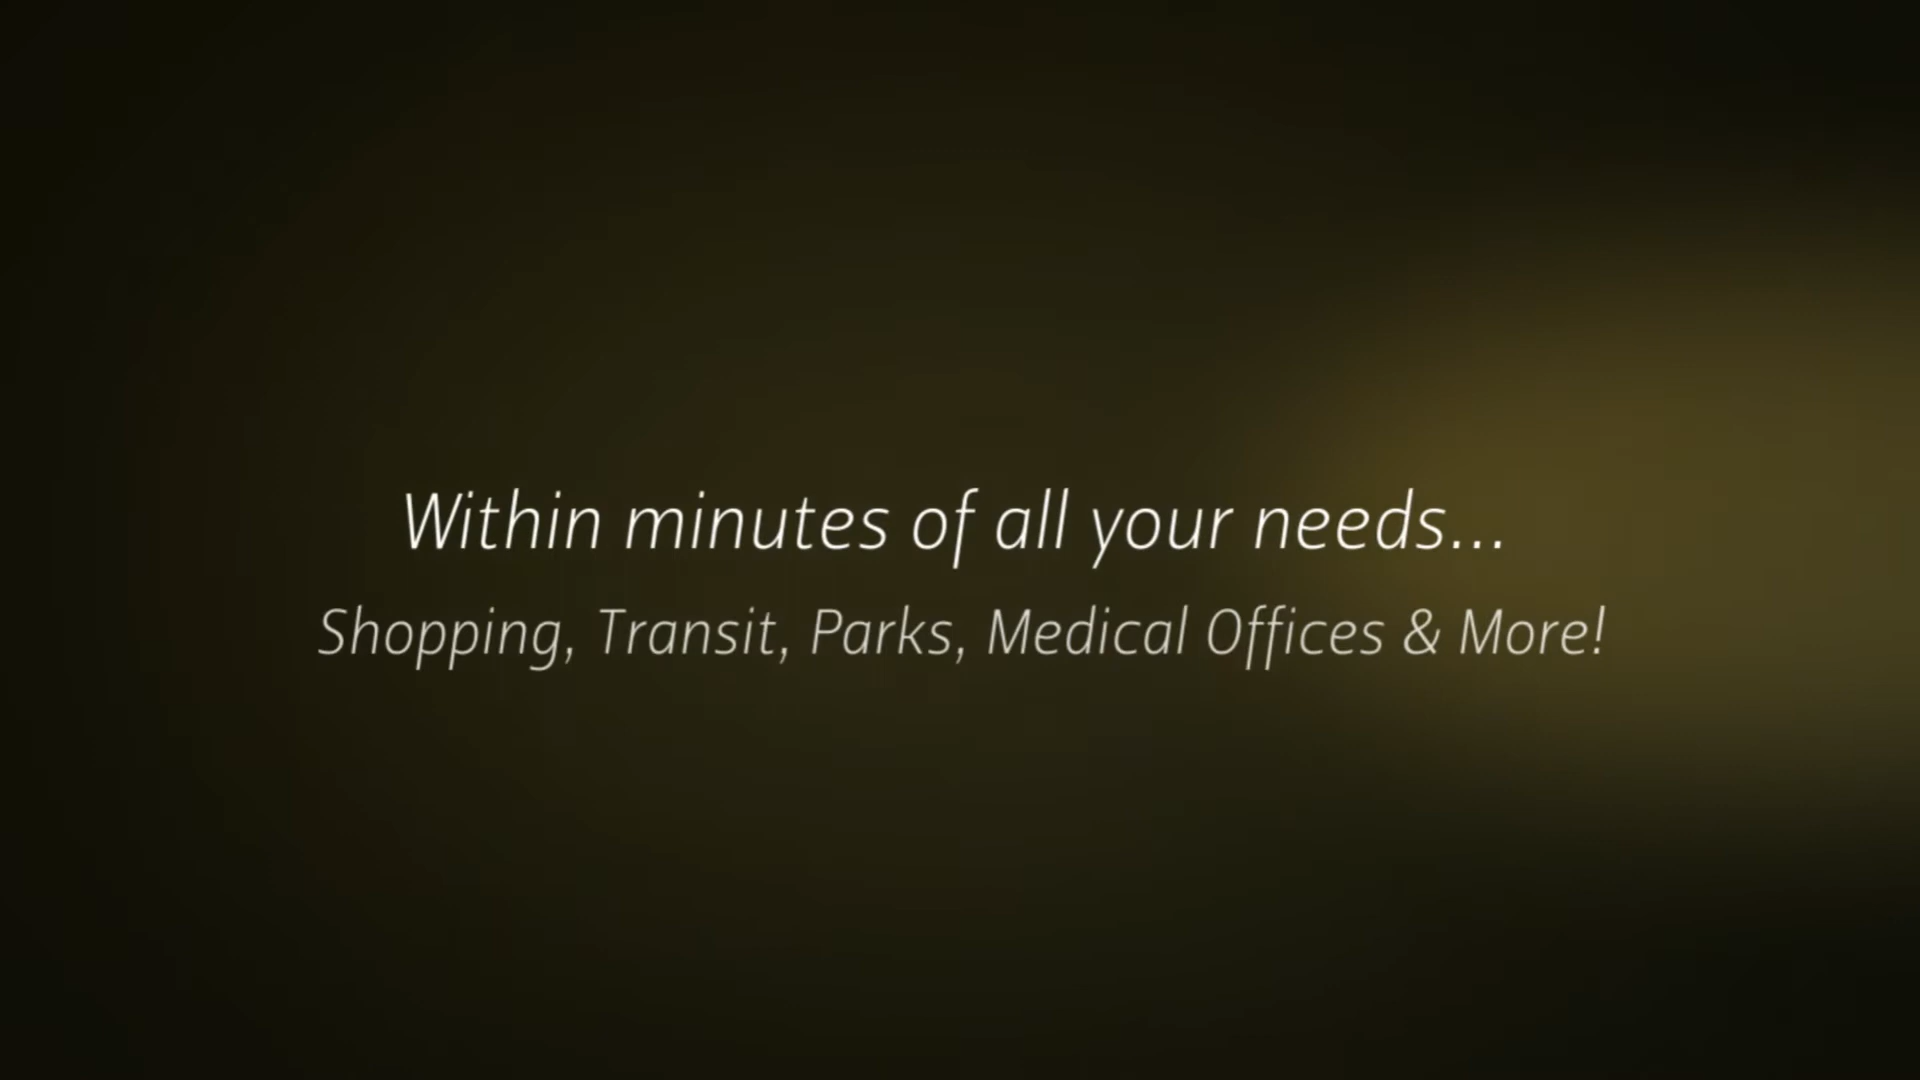 Within minutes of all your needs...
Shopping, Transit, Parks, Medical Offices & More!